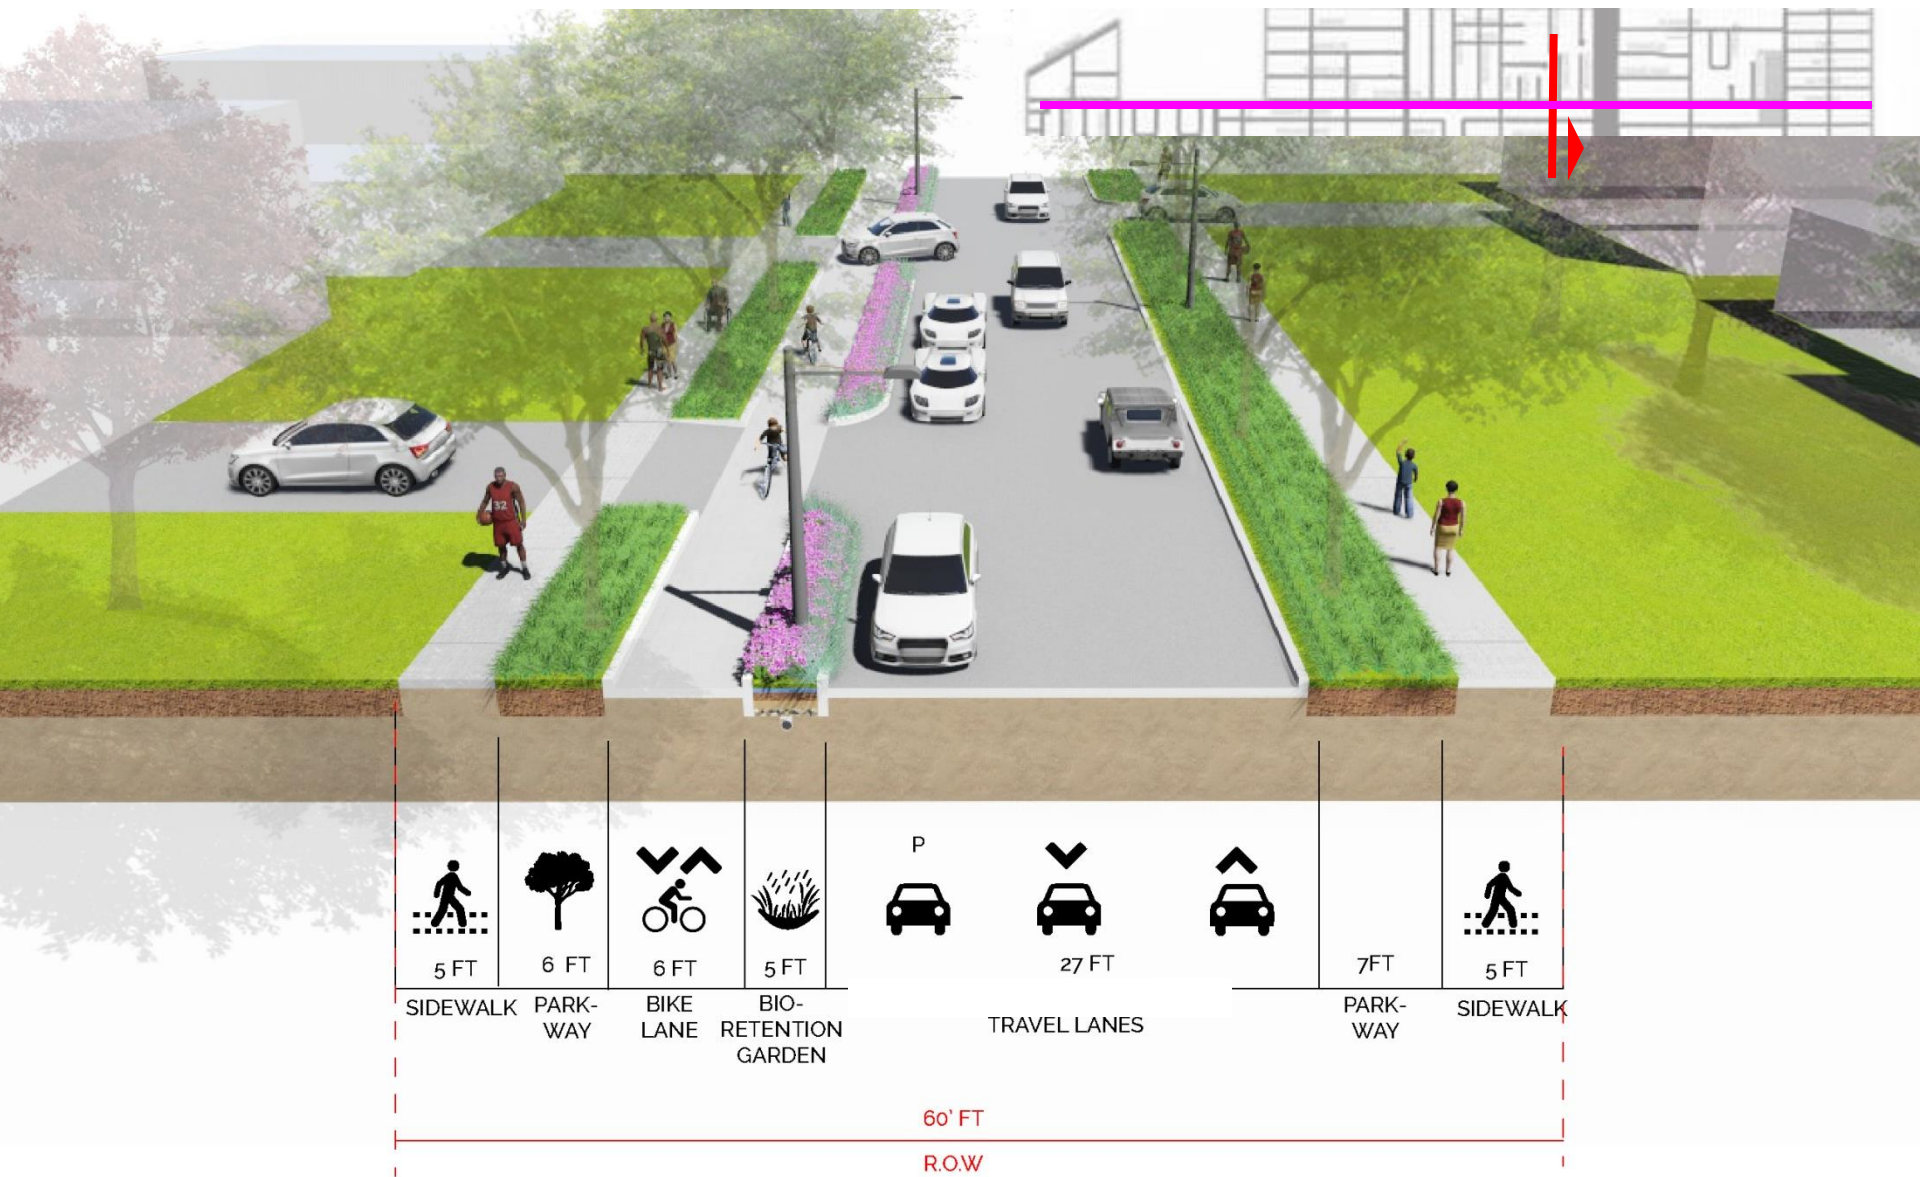 32
P
5 FT
6 FT
6 FT
5 FT
27 FT
7FT
5 FT
SIDEWALK
PARK-
WAY
BIKE
LANE
BIO-
RETENTION
GARDEN
TRAVEL LANES
PARK-
WAY
SIDEWALK
60' FT
R.O.W